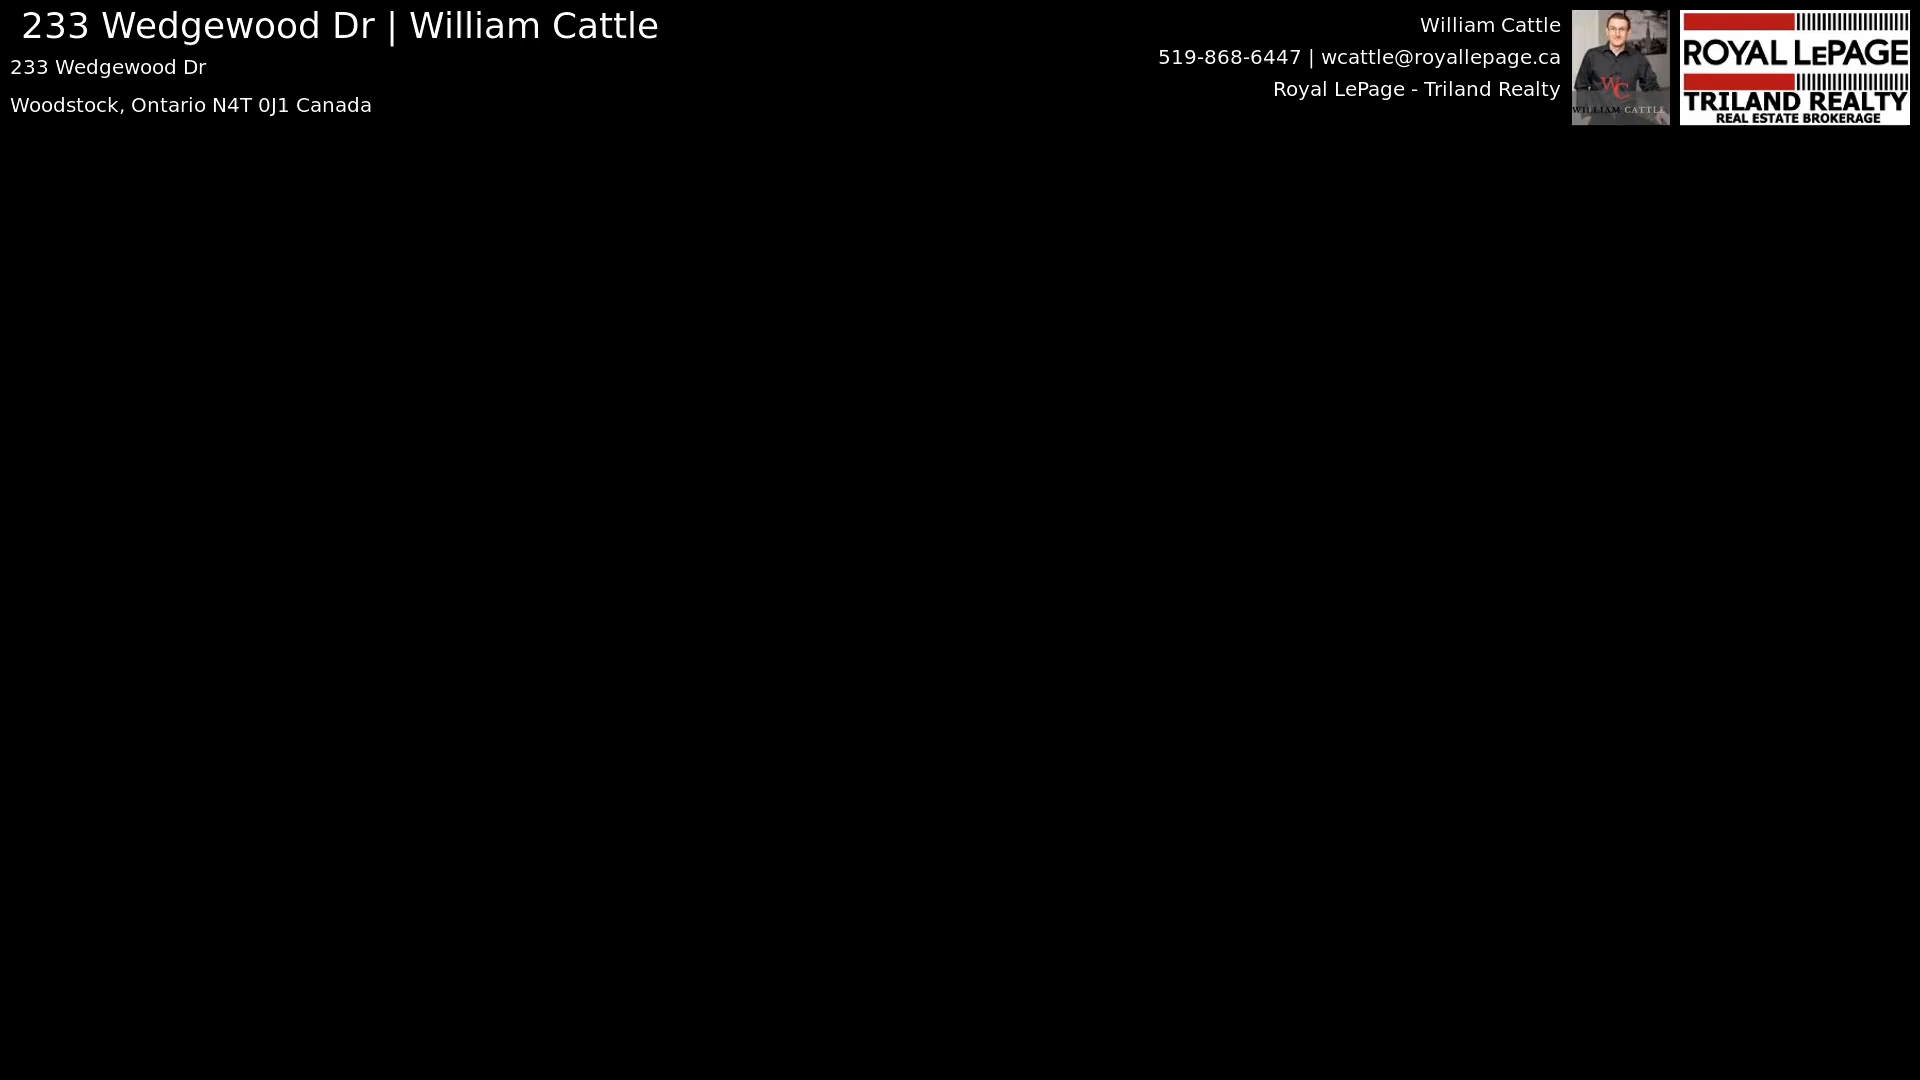 233 Wedgewood Dr | William Cattle
233 Wedgewood Dr
Woodstock, Ontario N4T 0J1 Canada
William Cattle
519-868-6447 | wcattle@royallepage.ca
Royal LePage - Triland Realty
WC
WILLIAM CATTLE
ROYAL LEPAGE
TRILAND REALTY
REAL ESTATE BROKERAGE